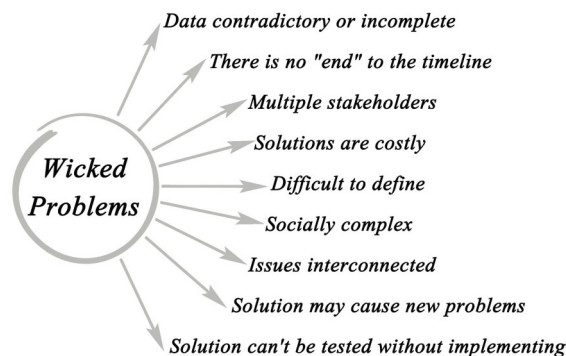 Data contradictory or incomplete
There is no "end" to the timeline
Multiple stakeholders
Solutions are costly
Wicked
Problems
Difficult to define
Socially complex
Issues interconnected
Solution may cause new problems
Solution can't be tested without implementing